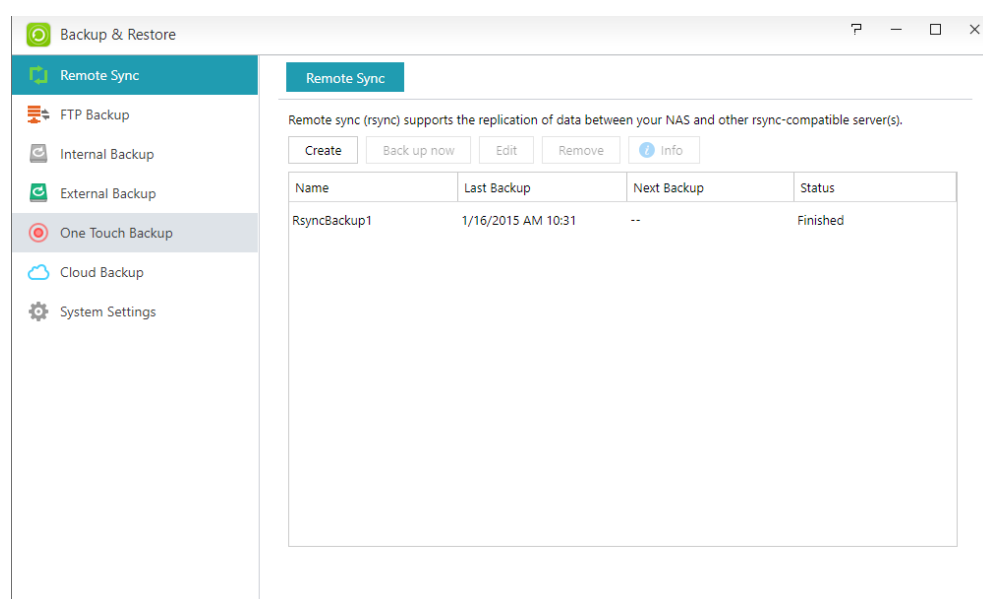 Backup & Restore
Remote Sync
FTP Backup
Internal Backup
External Backup
One Touch Backup
Cloud Backup
System Settings
Remote Sync
Remote sync (rsync) supports the replication of data between your NAS and other rsync-compatible server(s).
Create Back up now Edit Remove Info
Name Last Backup Next Backup Status
RsyncBackup1 1/16/2015 AM 10:31 -- Finished